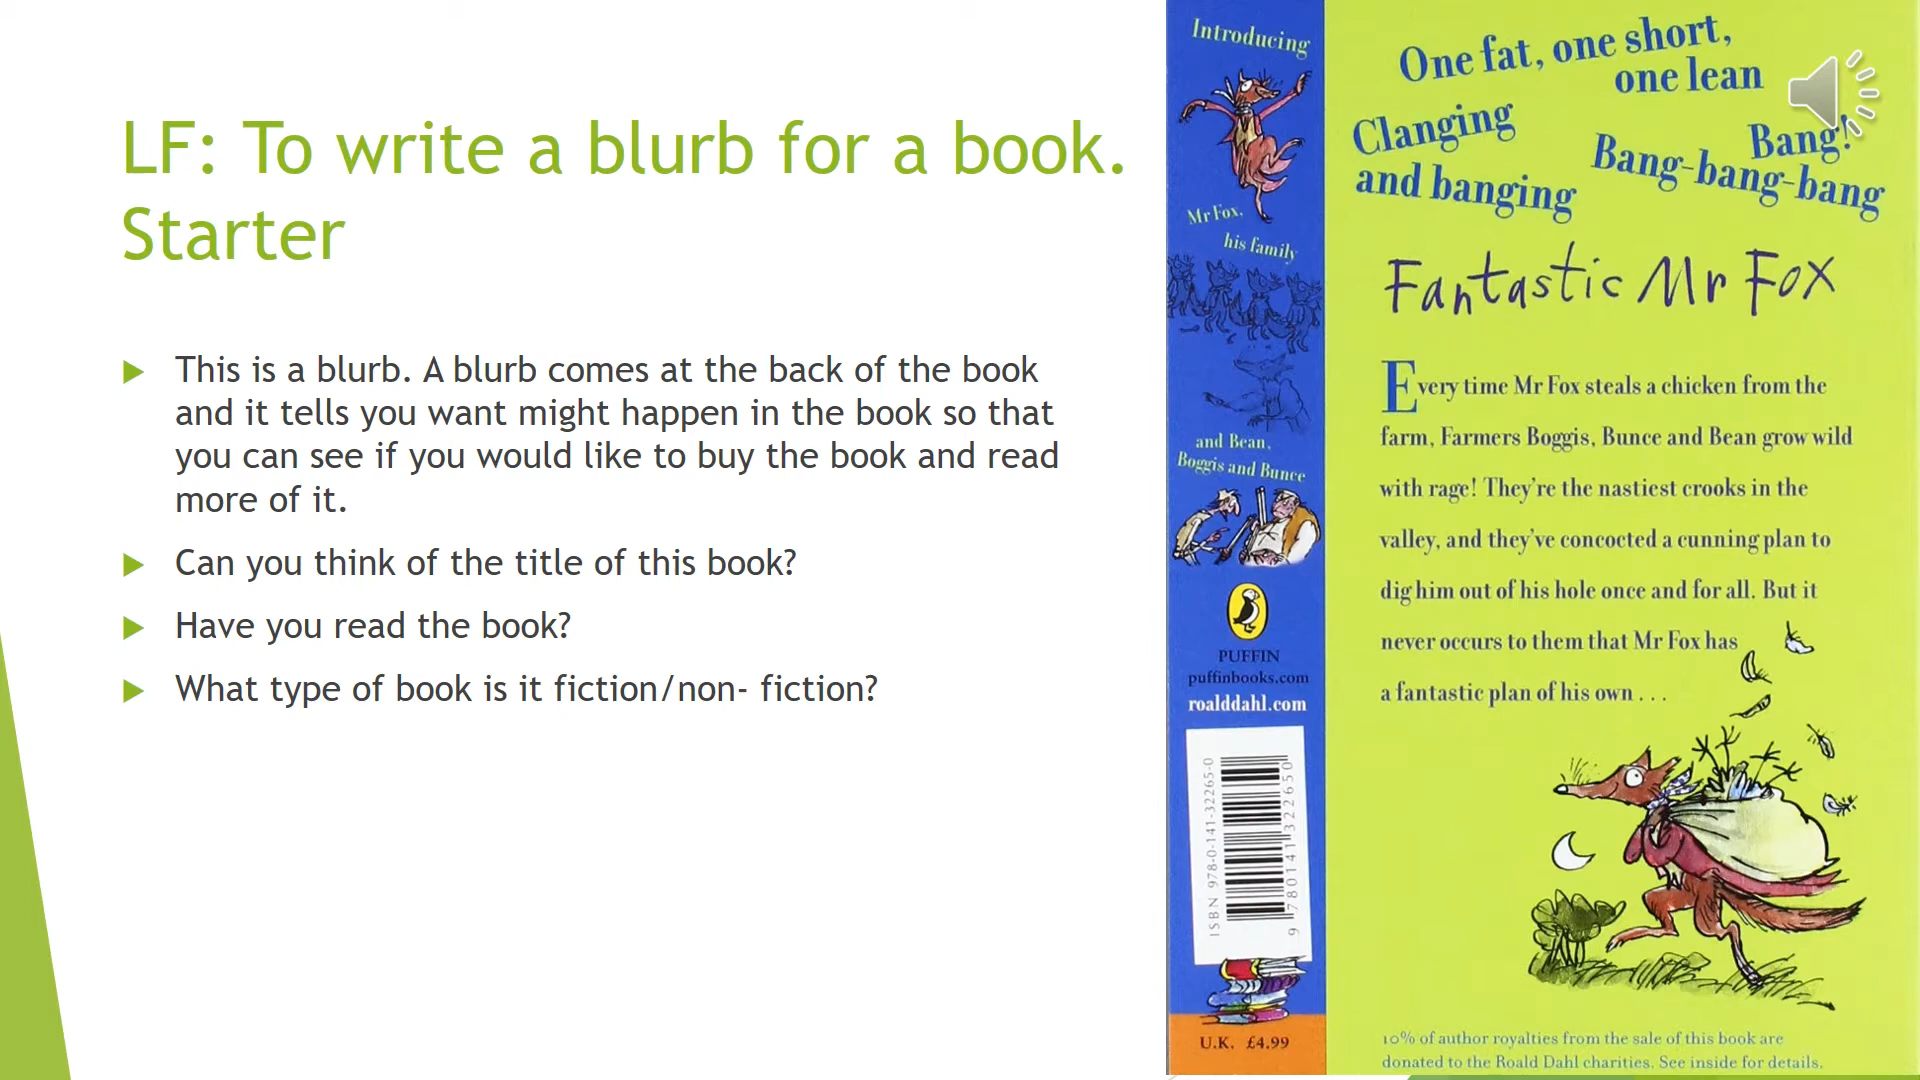 LF: To write a blurb for a book.
Starter
This is a blurb. A blurb comes at the back of the book
and it tells you want might happen in the book so that
you can see if you would like to buy the book and read
more of it.
Can you think of the title of this book?
Have you read the book?
What type of book is it fiction/non- fiction?
Introducing
Mr Fox,
his family
and Bean,
Boggis and Bunce
PUFFIN
puffinbooks.com
roalddahl.com
ISBN 978-0-141-32265-0
9 780141 322650
U.K. £4.99
One fat, one short,
one lean
Clanging
and banging
Bang!
Bang-bang-bang
Fantastic Mr Fox
Every time Mr Fox steals a chicken from the
farm, Farmers Boggis, Bunce and Bean grow wild
with rage! They're the nastiest crooks in the
valley, and they've concocted a cunning plan to
dig him out of his hole once and for all. But it
never occurs to them that Mr Fox has
a fantastic plan of his own . . .
10% of author royalties from the sale of this book are
donated to the Roald Dahl charities. See inside for details.